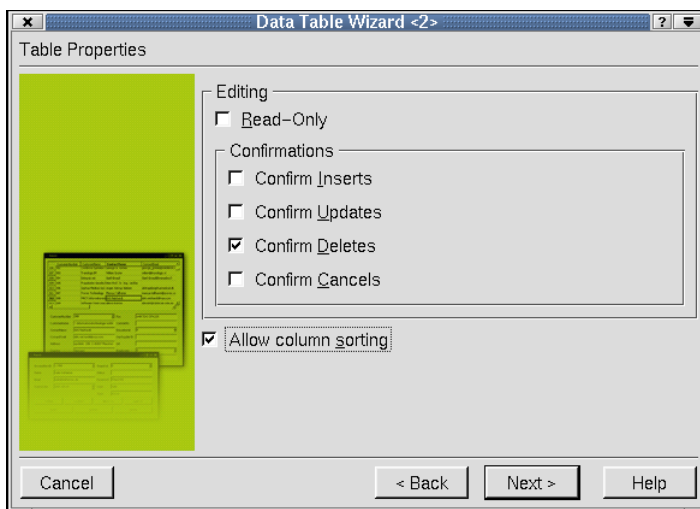 Data Table Wizard <2>
Table Properties
Editing
Read-Only
Confirmations
Confirm Inserts
Confirm Updates
Confirm Deletes
Confirm Cancels
Allow column sorting
Cancel
< Back
Next >
Help